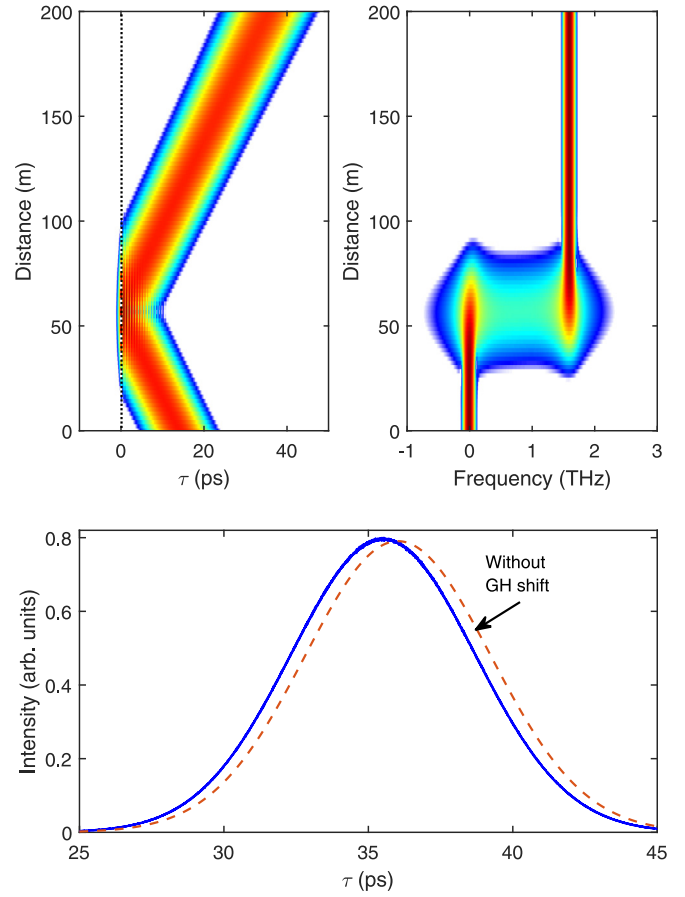 200
150
100
50
0
Distance (m)
0 20 40
τ (ps)
200
150
100
50
0
Distance (m)
-1 0 1 2 3
Frequency (THz)
0.8
0.6
0.4
0.2
0
Intensity (arb. units)
Without
GH shift
25 30 35 40 45
τ (ps)